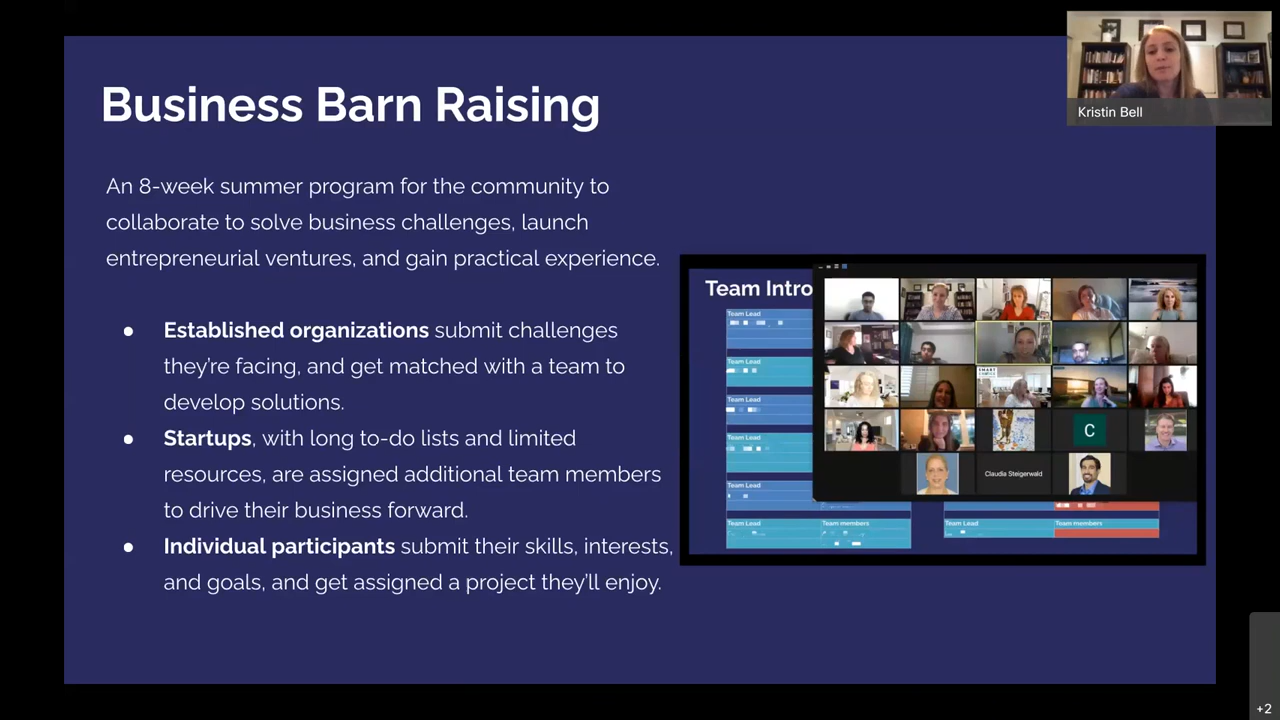 Business Barn Raising
Kristin Bell
An 8-week summer program for the community to
collaborate to solve business challenges, launch
entrepreneurial ventures, and gain practical experience.
● Established organizations submit challenges
they're facing, and get matched with a team to
develop solutions.
● Startups, with long to-do lists and limited
resources, are assigned additional team members
to drive their business forward.
● Individual participants submit their skills, interests,
and goals, and get assigned a project they'll enjoy.
Team Intro
Team Lead
Team Lead
Team Lead
Team Lead
Team Lead
Team Lead Team members
Team Lead Team members
SMART
C
Claudia Steigerwald
+2